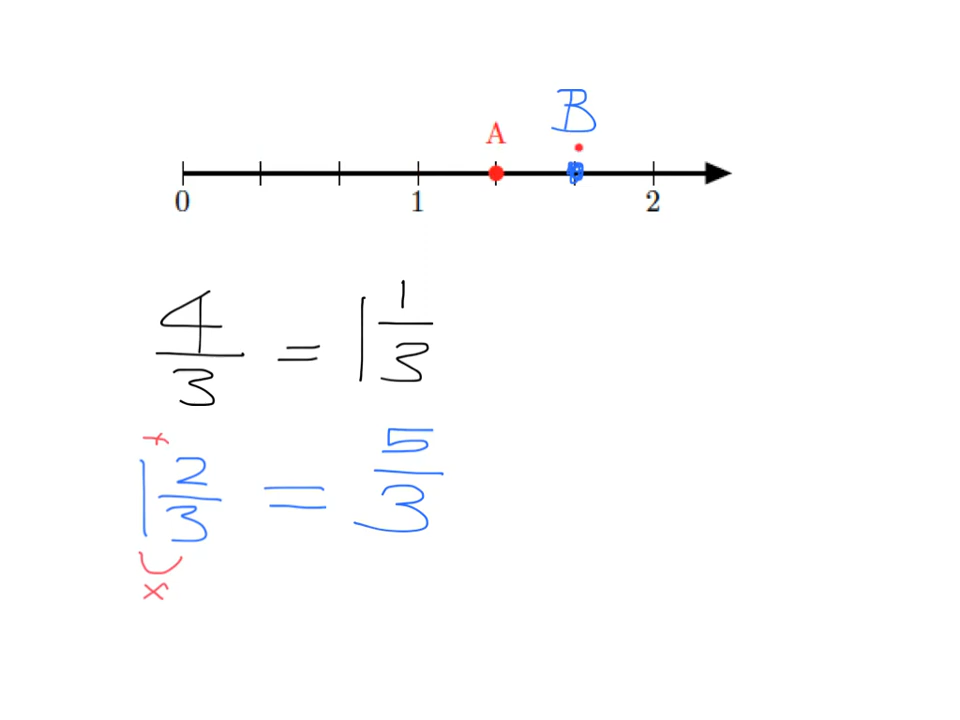 A B
0 1 2
4/3 = 1 1/3
+
1 2/3 = 5/3
x